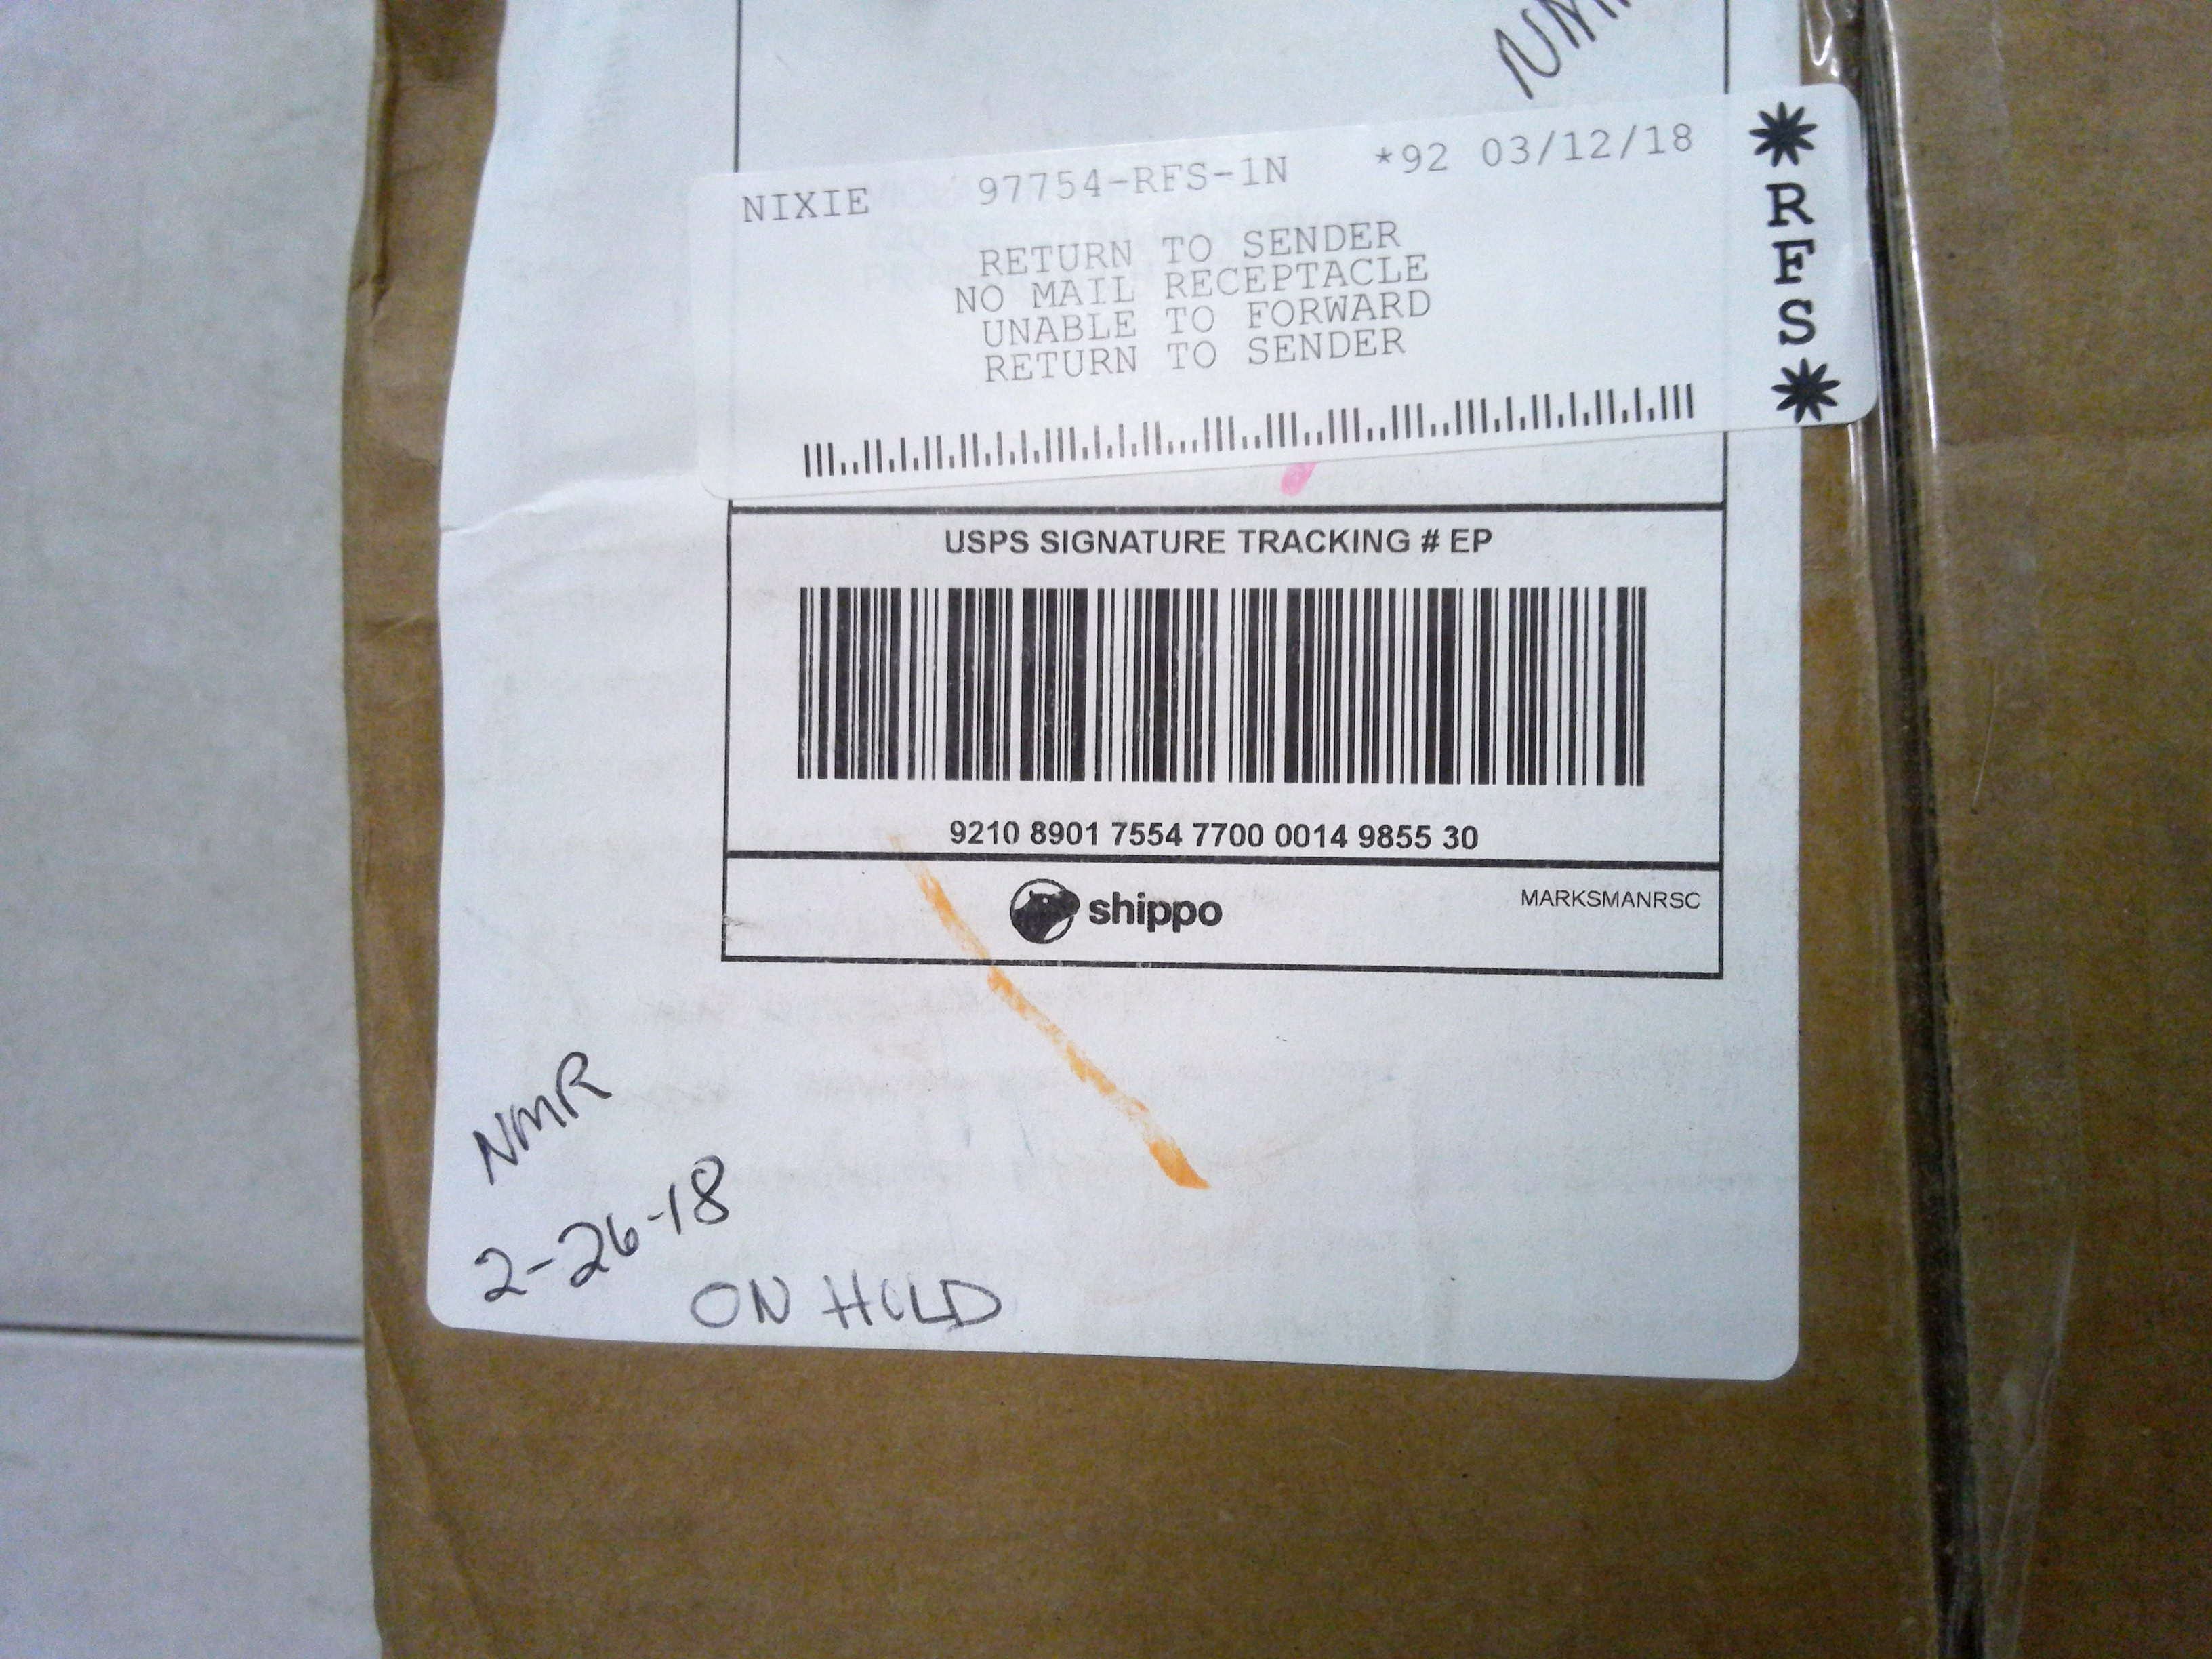 NIXIE 97754-RFS-1N *92 03/12/18
RETURN TO SENDER
NO MAIL RECEPTACLE
UNABLE TO FORWARD
RETURN TO SENDER
*RFS*
USPS SIGNATURE TRACKING # EP
9210 8901 7554 7700 0014 9855 30
shippo
MARKSMANRSC
NMR
2-26-18
ON HOLD